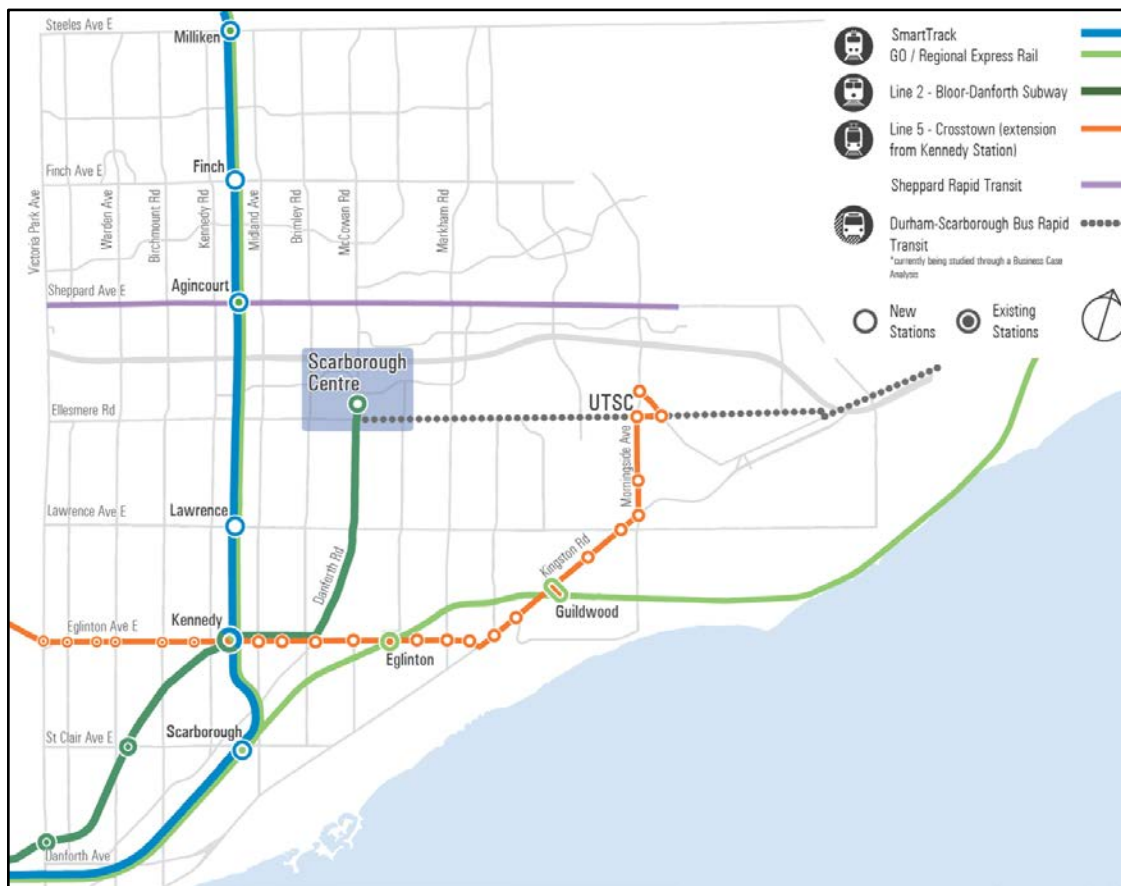 Steeles Ave E
Milliken
SmartTrack
GO / Regional Express Rail
Line 2 - Bloor-Danforth Subway
Line 5 - Crosstown (extension
from Kennedy Station)
Sheppard Rapid Transit
Durham-Scarborough Bus Rapid
Transit
*currently being studied through a Business Case
Analysis
New
Stations
Existing
Stations
Finch
Finch Ave E
Victoria Park Ave
Warden Ave
Birchmount Rd
Kennedy Rd
Midland Ave
Brimley Rd
McCowan Rd
Markham Rd
Agincourt
Sheppard Ave E
Scarborough
Centre
Ellesmere Rd
UTSC
Morningside Ave
Lawrence
Lawrence Ave E
Danforth Rd
Kingston Rd
Guildwood
Kennedy
Eglinton Ave E
Eglinton
Scarborough
St Clair Ave E
Danforth Ave